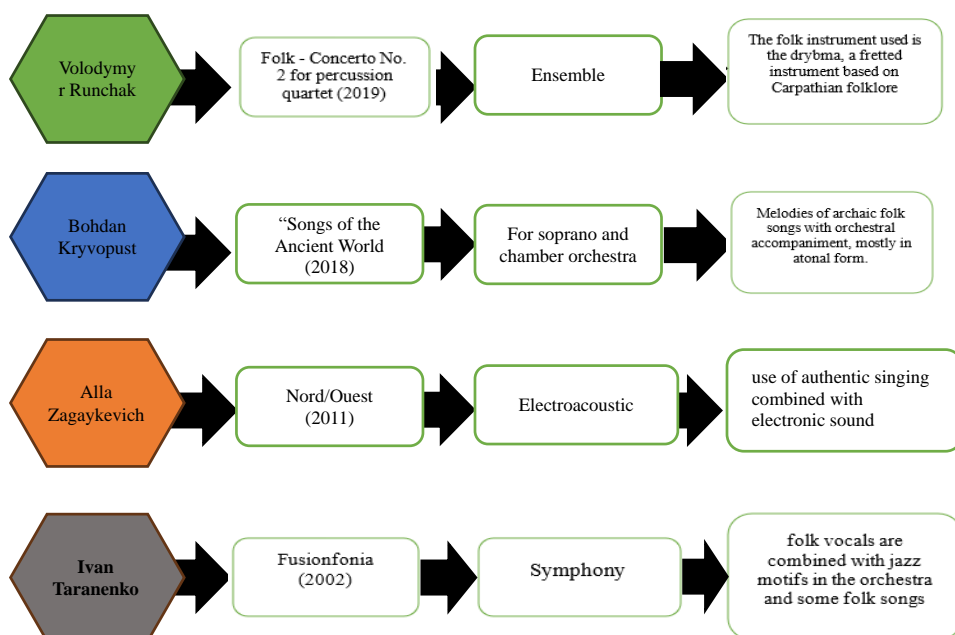 Volodymy
r Runchak
Folk - Concerto No.
2 for percussion
quartet (2019)
Ensemble
The folk instrument used is
the drybma, a fretted
instrument based on
Carpathian folklore
Bohdan
Kryvopust
“Songs of the
Ancient World
(2018)
For soprano and
chamber orchestra
Melodies of archaic folk
songs with orchestral
accompaniment, mostly in
atonal form.
Alla
Zagaykevich
Nord/Ouest
(2011)
Electroacoustic
use of authentic singing
combined with
electronic sound
Ivan
Taranenko
Fusionfonia
(2002)
Symphony
folk vocals are
combined with jazz
motifs in the orchestra
and some folk songs